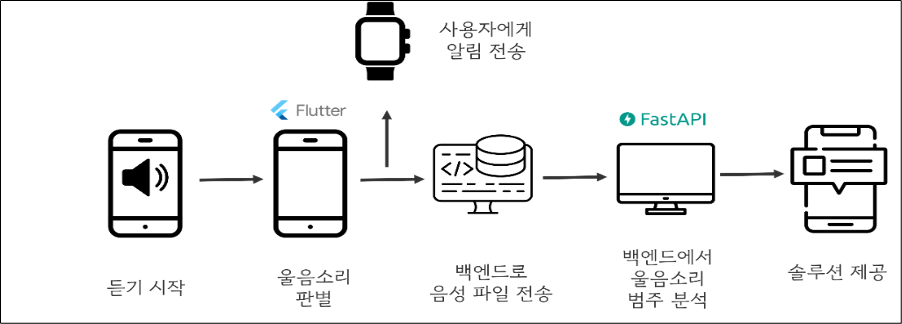 사용자에게
알림 전송
Flutter
FastAPI
</>
듣기 시작
울음소리
판별
백엔드로
음성 파일 전송
백엔드에서
울음소리
범주 분석
솔루션 제공